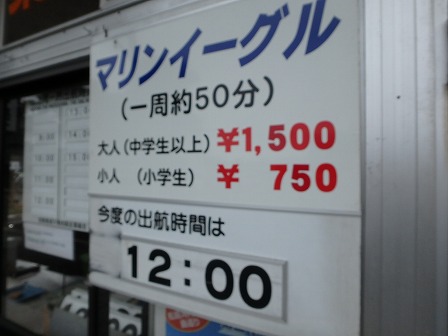 マリンイーグル
(一周約50分)
大人(中学生以上) ¥1,500
小人 (小学生) ¥ 750
今度の出航時間は
12:00